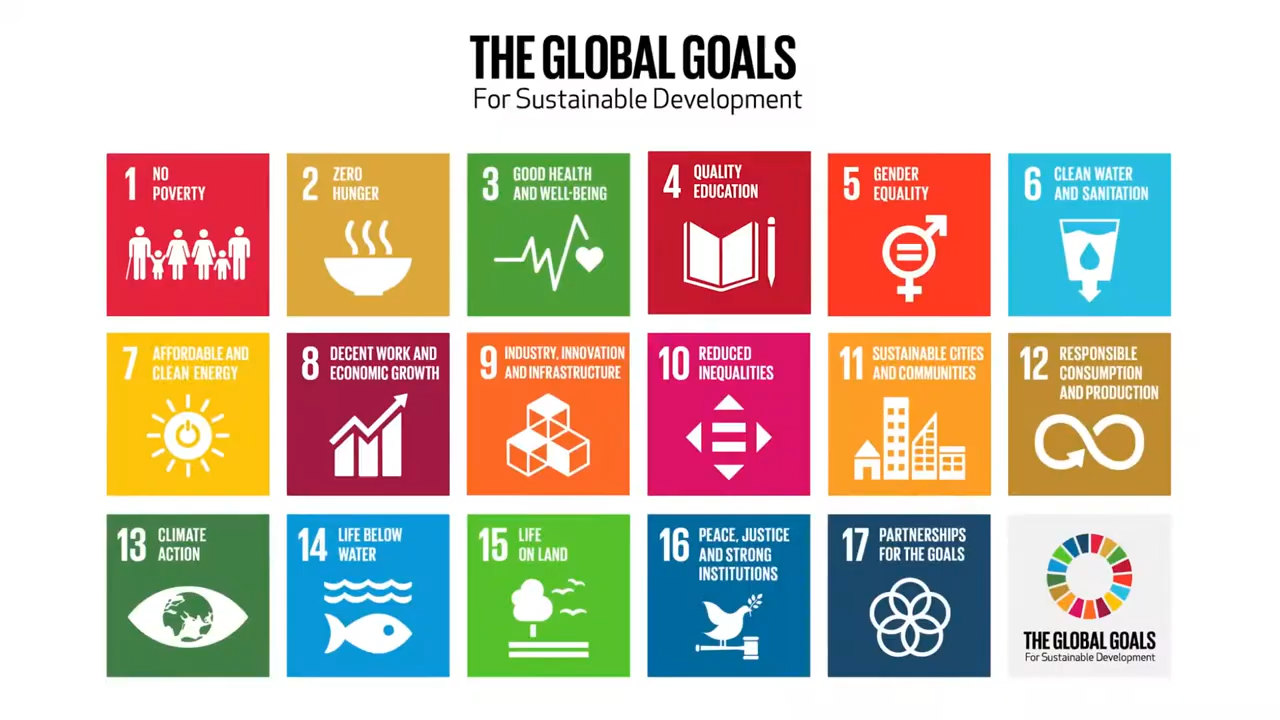 THE GLOBAL GOALS
For Sustainable Development
1 NO
POVERTY
2 ZERO
HUNGER
3 GOOD HEALTH
AND WELL-BEING
4 QUALITY
EDUCATION
5 GENDER
EQUALITY
6 CLEAN WATER
AND SANITATION
7 AFFORDABLE AND
CLEAN ENERGY
8 DECENT WORK AND
ECONOMIC GROWTH
9 INDUSTRY, INNOVATION
AND INFRASTRUCTURE
10 REDUCED
INEQUALITIES
11 SUSTAINABLE CITIES
AND COMMUNITIES
12 RESPONSIBLE
CONSUMPTION
AND PRODUCTION
13 CLIMATE
ACTION
14 LIFE BELOW
WATER
15 LIFE
ON LAND
16 PEACE, JUSTICE
AND STRONG
INSTITUTIONS
17 PARTNERSHIPS
FOR THE GOALS
THE GLOBAL GOALS
For Sustainable Development